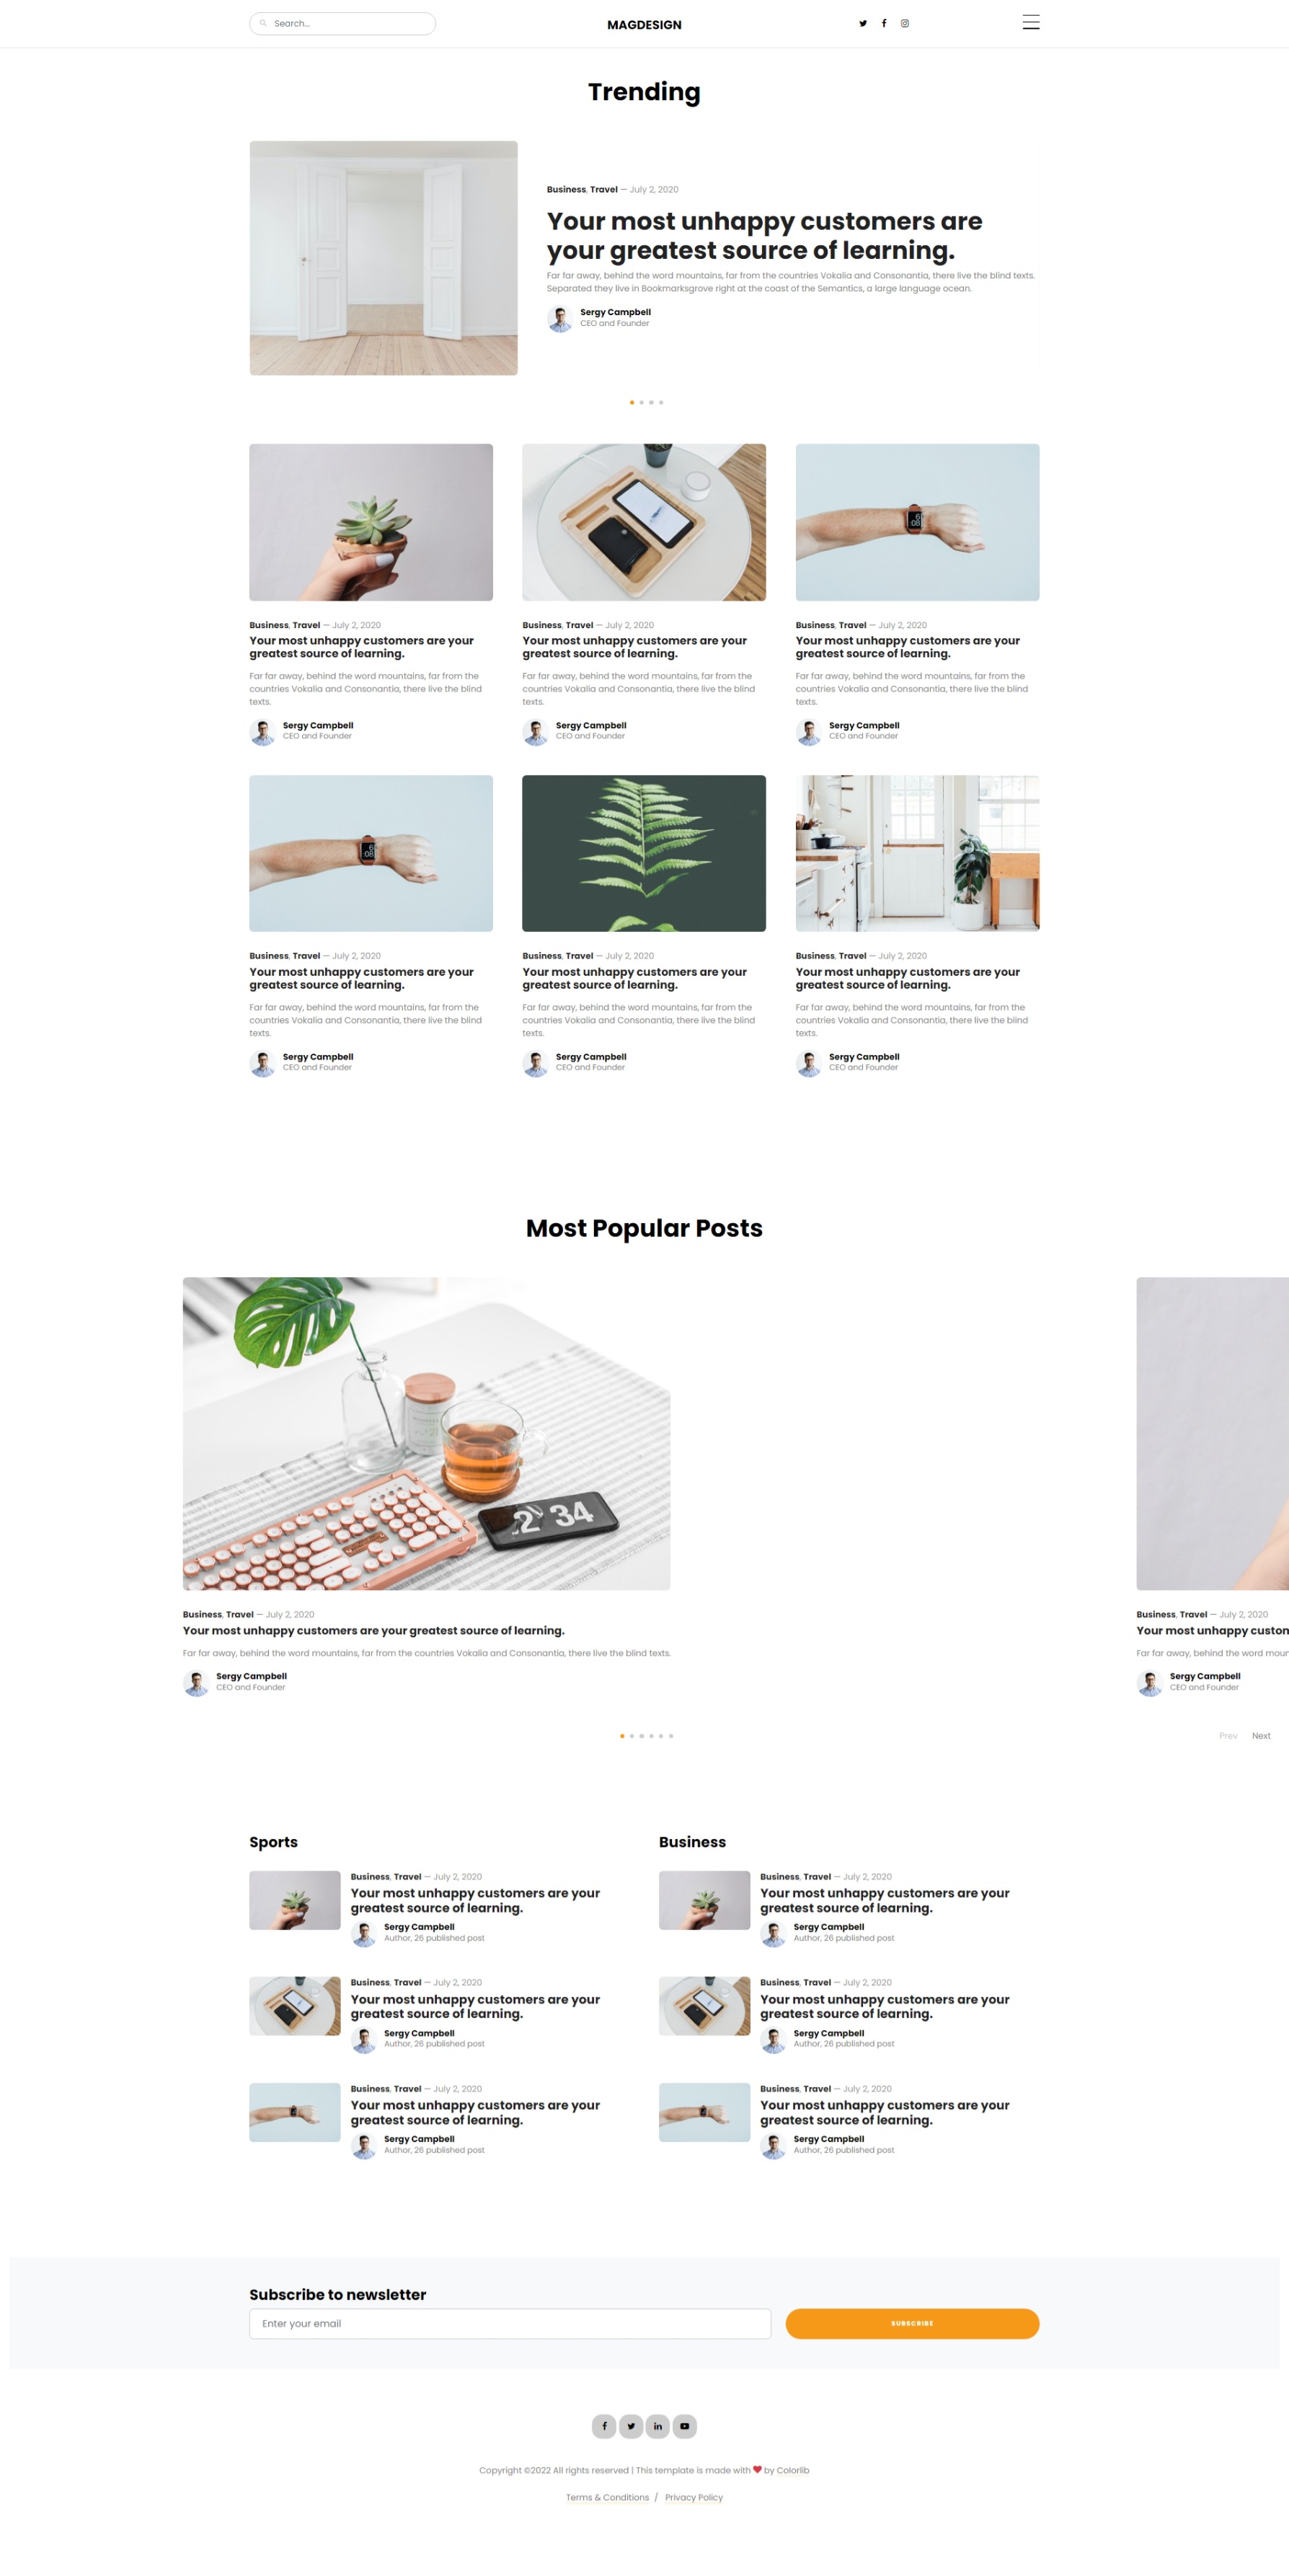 Search...
MAGDESIGN
Trending
Business, Travel — July 2, 2020
Your most unhappy customers are
your greatest source of learning.
Far far away, behind the word mountains, far from the countries Vokalia and Consonantia, there live the blind texts.
Separated they live in Bookmarksgrove right at the coast of the Semantics, a large language ocean.
Sergy Campbell
CEO and Founder
Business, Travel — July 2, 2020
Your most unhappy customers are your
greatest source of learning.
Far far away, behind the word mountains, far from the
countries Vokalia and Consonantia, there live the blind
texts.
Sergy Campbell
CEO and Founder
Business, Travel — July 2, 2020
Your most unhappy customers are your
greatest source of learning.
Far far away, behind the word mountains, far from the
countries Vokalia and Consonantia, there live the blind
texts.
Sergy Campbell
CEO and Founder
Business, Travel — July 2, 2020
Your most unhappy customers are your
greatest source of learning.
Far far away, behind the word mountains, far from the
countries Vokalia and Consonantia, there live the blind
texts.
Sergy Campbell
CEO and Founder
Business, Travel — July 2, 2020
Your most unhappy customers are your
greatest source of learning.
Far far away, behind the word mountains, far from the
countries Vokalia and Consonantia, there live the blind
texts.
Sergy Campbell
CEO and Founder
Business, Travel — July 2, 2020
Your most unhappy customers are your
greatest source of learning.
Far far away, behind the word mountains, far from the
countries Vokalia and Consonantia, there live the blind
texts.
Sergy Campbell
CEO and Founder
Business, Travel — July 2, 2020
Your most unhappy customers are your
greatest source of learning.
Far far away, behind the word mountains, far from the
countries Vokalia and Consonantia, there live the blind
texts.
Sergy Campbell
CEO and Founder
Most Popular Posts
2 34
Business, Travel — July 2, 2020
Your most unhappy customers are your greatest source of learning.
Far far away, behind the word mountains, far from the countries Vokalia and Consonantia, there live the blind texts.
Sergy Campbell
CEO and Founder
Business, Travel — July 2, 2020
Your most unhappy custon
Far far away, behind the word mour
Sergy Campbell
CEO and Founder
Prev Next
Sports
Business, Travel — July 2, 2020
Your most unhappy customers are your
greatest source of learning.
Sergy Campbell
Author, 26 published post
Business, Travel — July 2, 2020
Your most unhappy customers are your
greatest source of learning.
Sergy Campbell
Author, 26 published post
Business, Travel — July 2, 2020
Your most unhappy customers are your
greatest source of learning.
Sergy Campbell
Author, 26 published post
Business
Business, Travel — July 2, 2020
Your most unhappy customers are your
greatest source of learning.
Sergy Campbell
Author, 26 published post
Business, Travel — July 2, 2020
Your most unhappy customers are your
greatest source of learning.
Sergy Campbell
Author, 26 published post
Business, Travel — July 2, 2020
Your most unhappy customers are your
greatest source of learning.
Sergy Campbell
Author, 26 published post
Subscribe to newsletter
Enter your email
SUBSCRIBE
Copyright ©2022 All rights reserved | This template is made with ❤ by Colorlib
Terms & Conditions / Privacy Policy